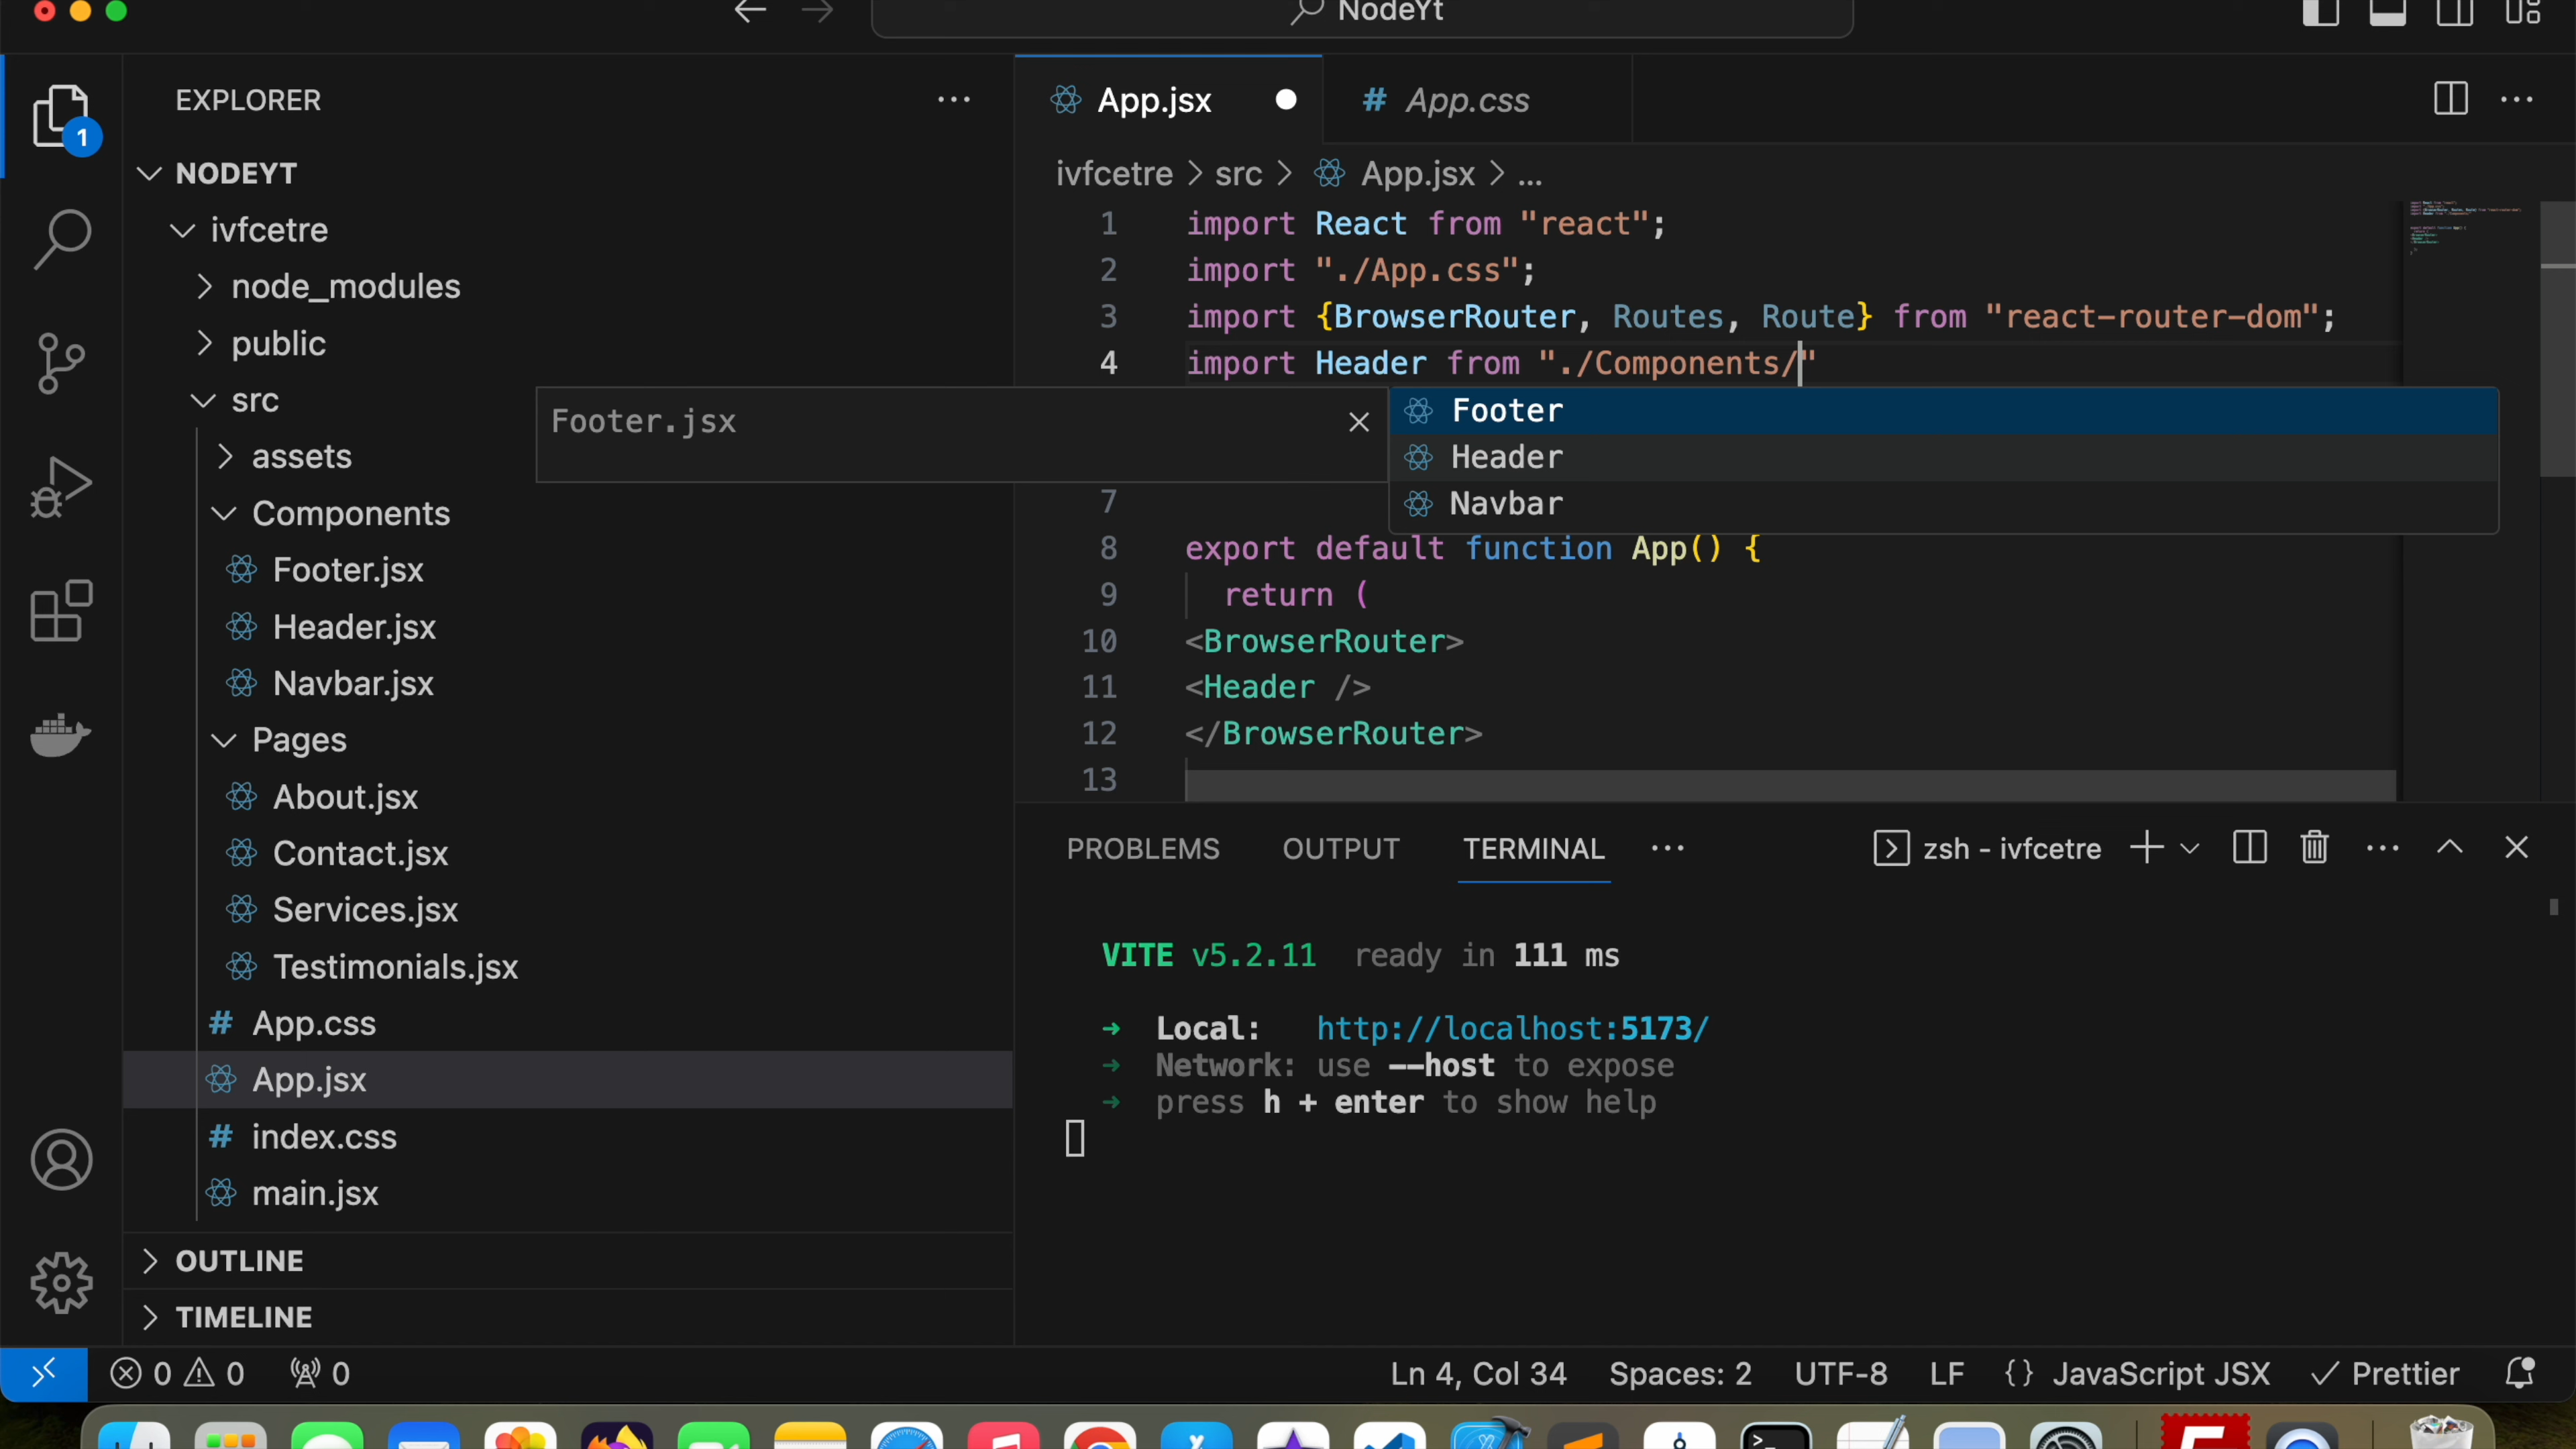 NodeYt
EXPLORER
1
NODEYT
ivfcetre
node_modules
public
src
assets
Components
Footer.jsx
Header.jsx
Navbar.jsx
Pages
About.jsx
Contact.jsx
Services.jsx
Testimonials.jsx
# App.css
App.jsx
# index.css
main.jsx
OUTLINE
TIMELINE
App.jsx
# App.css
ivfcetre > src > App.jsx > ...
1 import React from "react";
2 import "./App.css";
3 import {BrowserRouter, Routes, Route} from "react-router-dom";
4 import Header from "./Components/"
Footer.jsx
Footer
Header
Navbar
7
8 export default function App() {
9 return (
10 <BrowserRouter>
11 <Header />
12 </BrowserRouter>
13
PROBLEMS OUTPUT TERMINAL ... zsh - ivfcetre
VITE v5.2.11 ready in 111 ms
➜ Local: http://localhost:5173/
➜ Network: use --host to expose
➜ press h + enter to show help
0 0 0
Ln 4, Col 34 Spaces: 2 UTF-8 LF {} JavaScript JSX Prettier